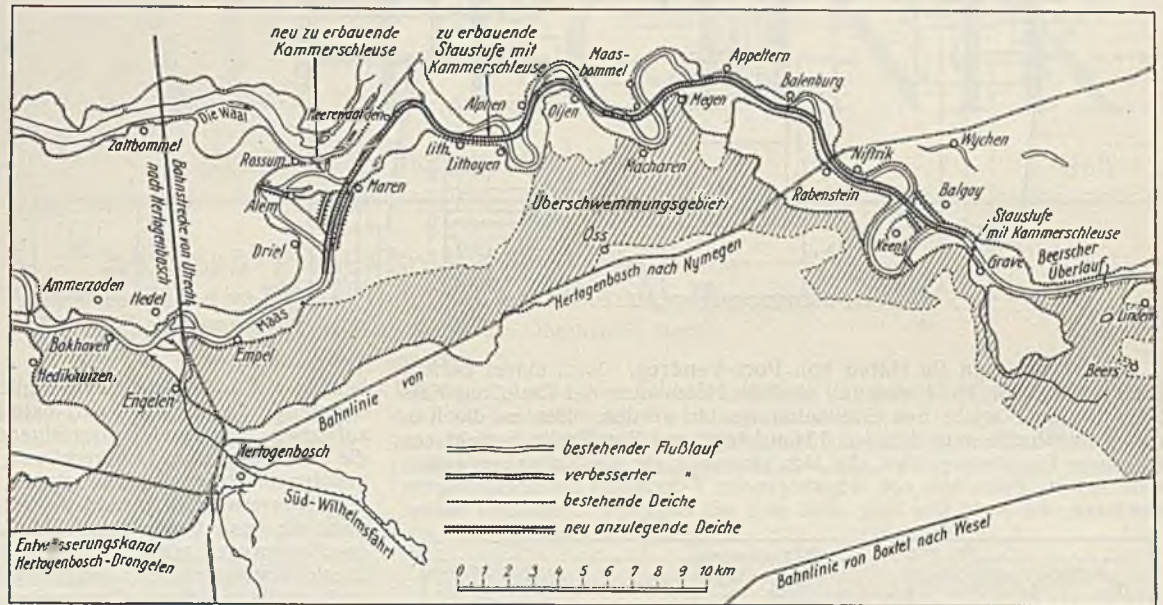 neu zu erbauende
Kammerschleuse
zu erbauende
Staustufe mit
Kammerschleuse
Maas-
bommel
Appeltern
Alphen
Oijen
Megen
Balenburg
Die Waal
Heerewaalden
Zaltbommel
Rossum
Lith.
Lithoyen
Macharen
Wychen
Niftrik
Rabenstein
Balgoy
Bahnstrecke von Utrecht
nach Hertogenbosch
Maren
Alem
Überschwemmungsgebiet
Staustufe
mit Kammerschleuse
Driel
Oss
Keent
Grave
Beerscher
Überlauf
Ammerzoden
Hedel
Hertogenbosch nach Nymegen
Maas
Linden
Bokhoven
Empel
Hedikhuizen
Engelen
Beers
Bahnlinie von
Hertogenbosch
bestehender Flußlauf
verbesserter "
bestehende Deiche
neu anzulegende Deiche
Süd-Wilhelmsfahrt
Entwässerungskanal
Hertogenbosch-Drongelen
0 1 2 3 4 5 6 7 8 9 10 km
Bahnlinie von Boxtel nach Wesel